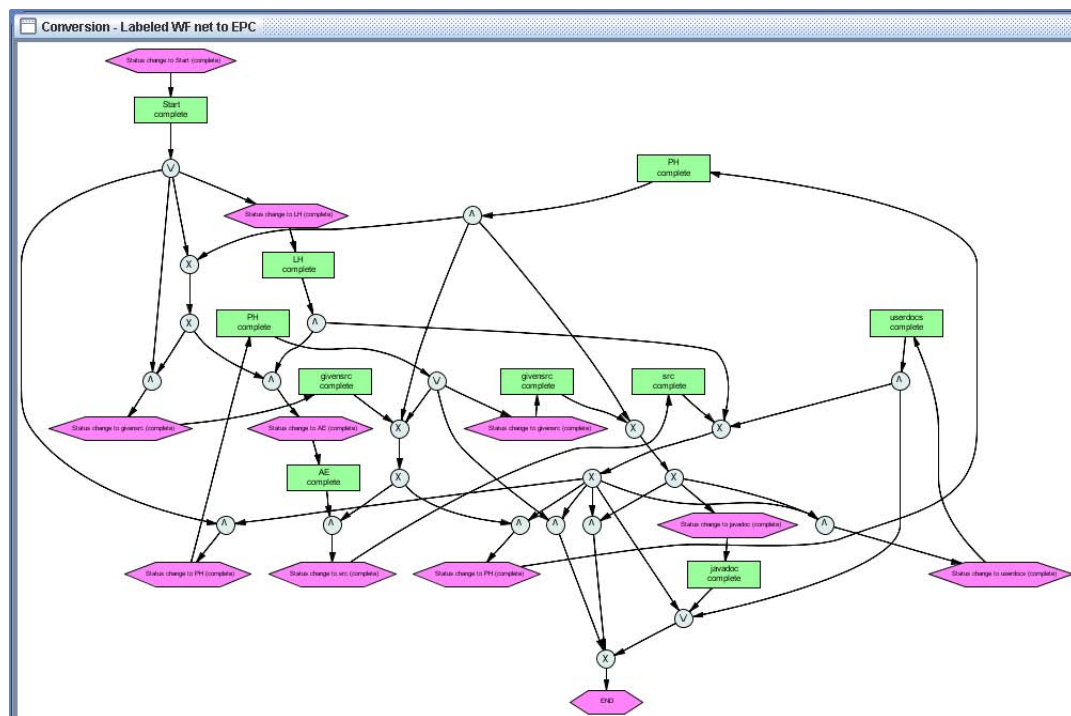 Conversion - Labeled WF net to EPC
Status change to Start (complete)
Start
complete
V
PH
complete
Status change to LH (complete)
Λ
X
LH
complete
PH
complete
X
Λ
userdocs
complete
Λ
Λ
givensrc
complete
V
givensrc
complete
src
complete
Λ
Status change to givensrc (complete)
Status change to AE (complete)
X
Status change to givensrc (complete)
X
X
AE
complete
X
X
X
Λ
Λ
Λ
Λ
Λ
Status change to javadoc (complete)
Λ
Status change to PH (complete)
Status change to src (complete)
Status change to PH (complete)
javadoc
complete
Status change to userdocs (complete)
V
X
END